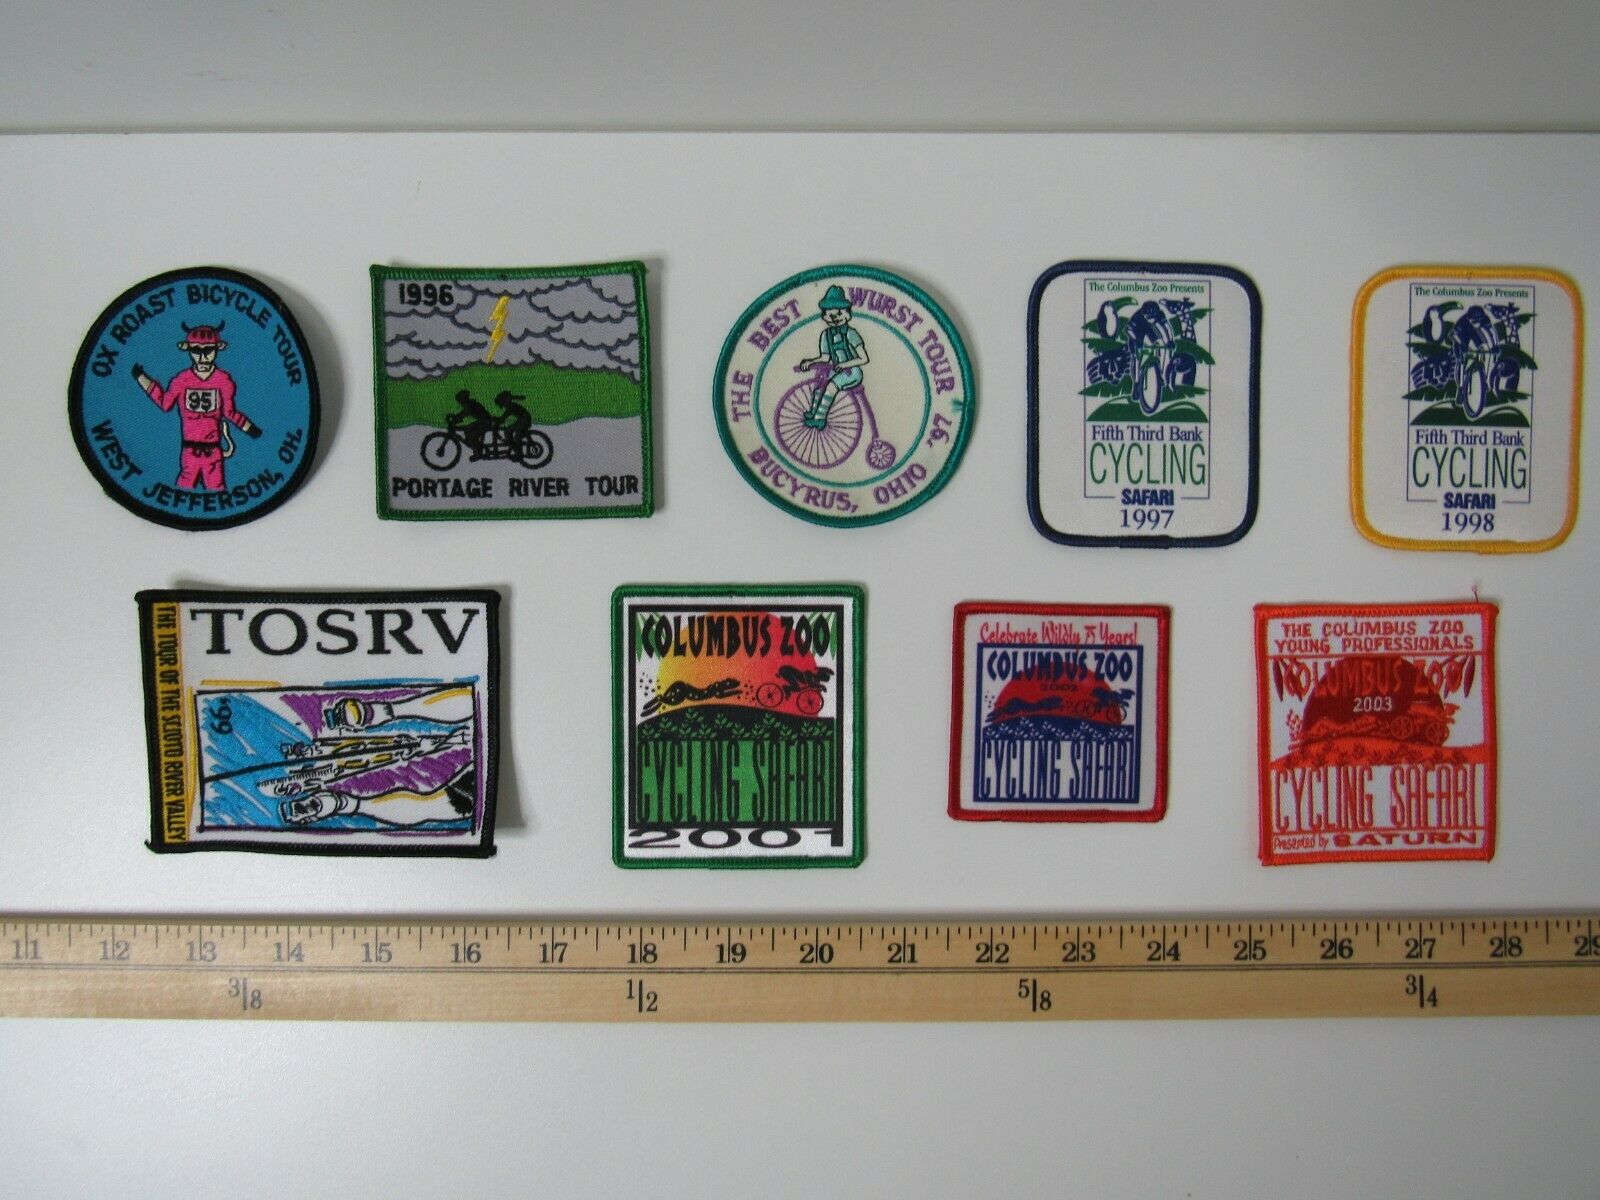 OX ROAST BICYCLE TOUR
95
WEST JEFFERSON, OH.
1996
PORTAGE RIVER TOUR
THE BEST WURST TOUR '97
BUCYRUS, OHIO
The Columbus Zoo Presents
Fifth Third Bank
CYCLING
SAFARI
1997
The Columbus Zoo Presents
Fifth Third Bank
CYCLING
SAFARI
1998
TOSRV
THE TOUR OF THE SCIOTO RIVER VALLEY
'99
COLUMBUS ZOO
CYCLING SAFARI
2001
Celebrate Wildly 75 Years!
COLUMBUS ZOO
2002
CYCLING SAFARI
THE COLUMBUS ZOO
YOUNG PROFESSIONALS
COLUMBUS ZOO
2003
CYCLING SAFARI
Presented by SATURN
11 12 13 14 15 16 17 18 19 20 21 22 23 24 25 26 27 28 29
3/8 1/2 5/8 3/4